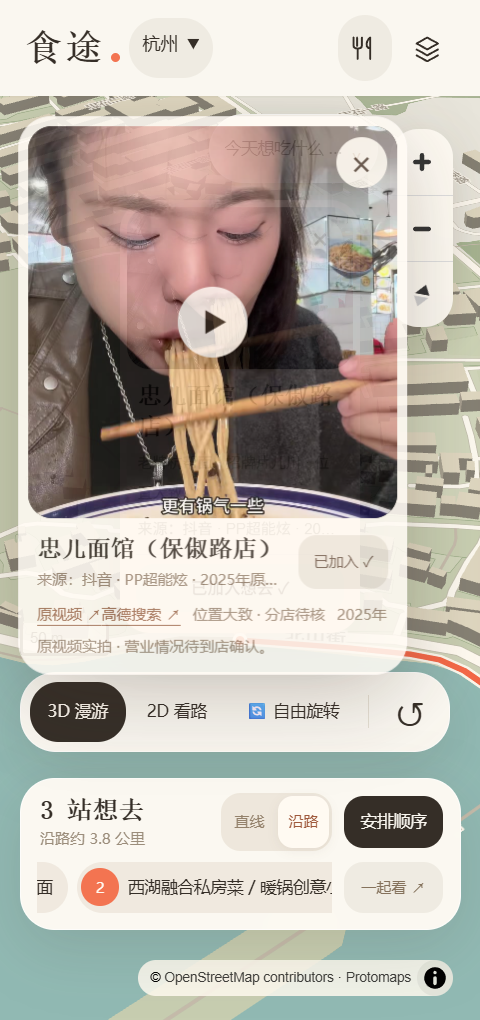 食途
杭州 ▼
今天想吃什么 ...
更有锅气一些
忠儿面馆（保俶路店）
已加入 ✓
来源：抖音 · PP超能炫 · 2025年原...
原视频 ↗高德搜索 ↗ 位置大致 · 分店待核 2025年
原视频实拍 · 营业情况待到店确认。
3D 漫游
2D 看路
自由旋转
3 站想去
沿路约 3.8 公里
直线
沿路
安排顺序
面
2 西湖融合私房菜 / 暖锅创意
一起看 ↗
© OpenStreetMap contributors · Protomaps